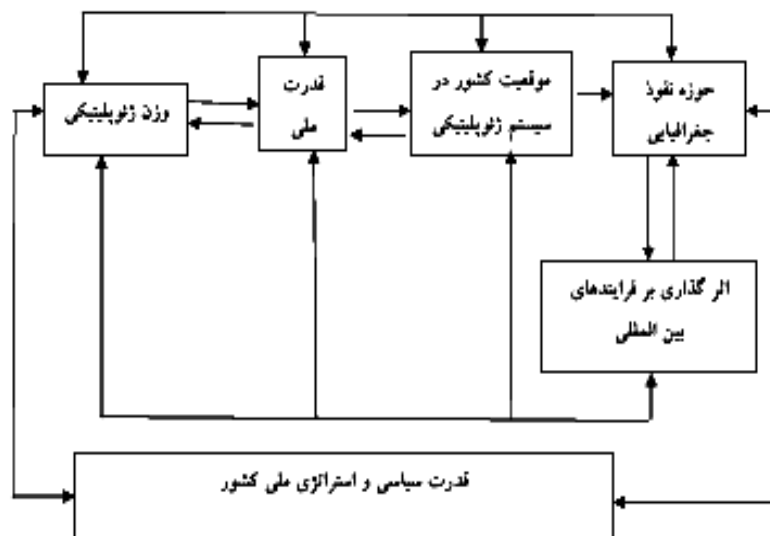 حوزه نفوذ
جغرافیایی
موقعیت کشور در
سیستم ژئوپلیتیکی
قدرت
ملی
وزن ژئوپلیتیکی
اثر گذاری بر فرایندهای
بین المللی
قدرت سیاسی و استراتژی ملی کشور